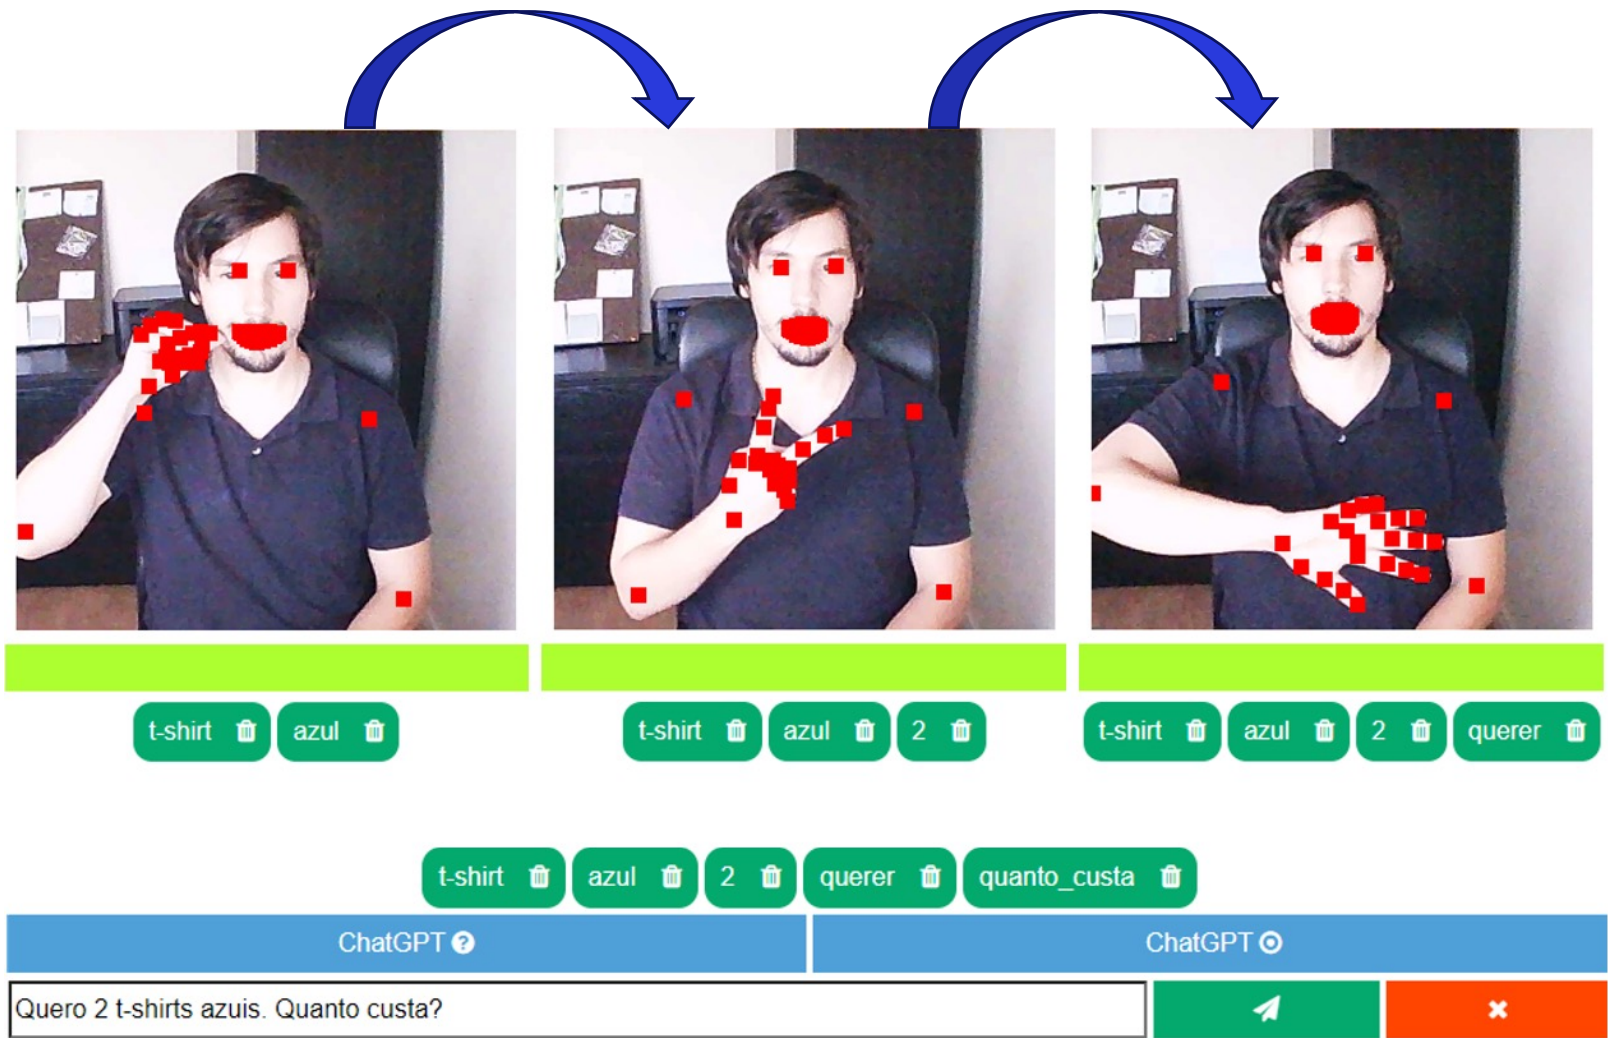 t-shirt azul
t-shirt azul 2
t-shirt azul 2 querer
t-shirt azul 2 querer quanto_custa
ChatGPT
ChatGPT
Quero 2 t-shirts azuis. Quanto custa?